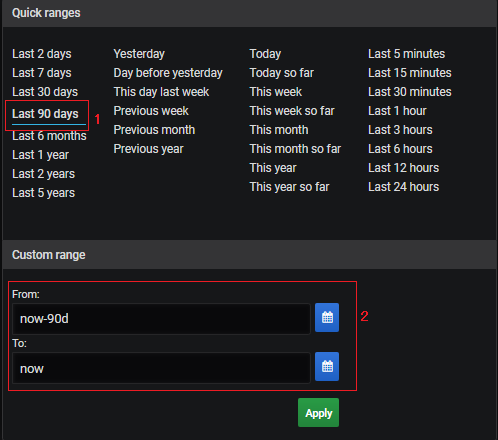 Quick ranges
Last 2 days
Last 7 days
Last 30 days
Last 90 days
1
Last 6 months
Last 1 year
Last 2 years
Last 5 years
Yesterday
Day before yesterday
This day last week
Previous week
Previous month
Previous year
Today
Today so far
This week
This week so far
This month
This month so far
This year
This year so far
Last 5 minutes
Last 15 minutes
Last 30 minutes
Last 1 hour
Last 3 hours
Last 6 hours
Last 12 hours
Last 24 hours
Custom range
From:
now-90d
2
To:
now
Apply